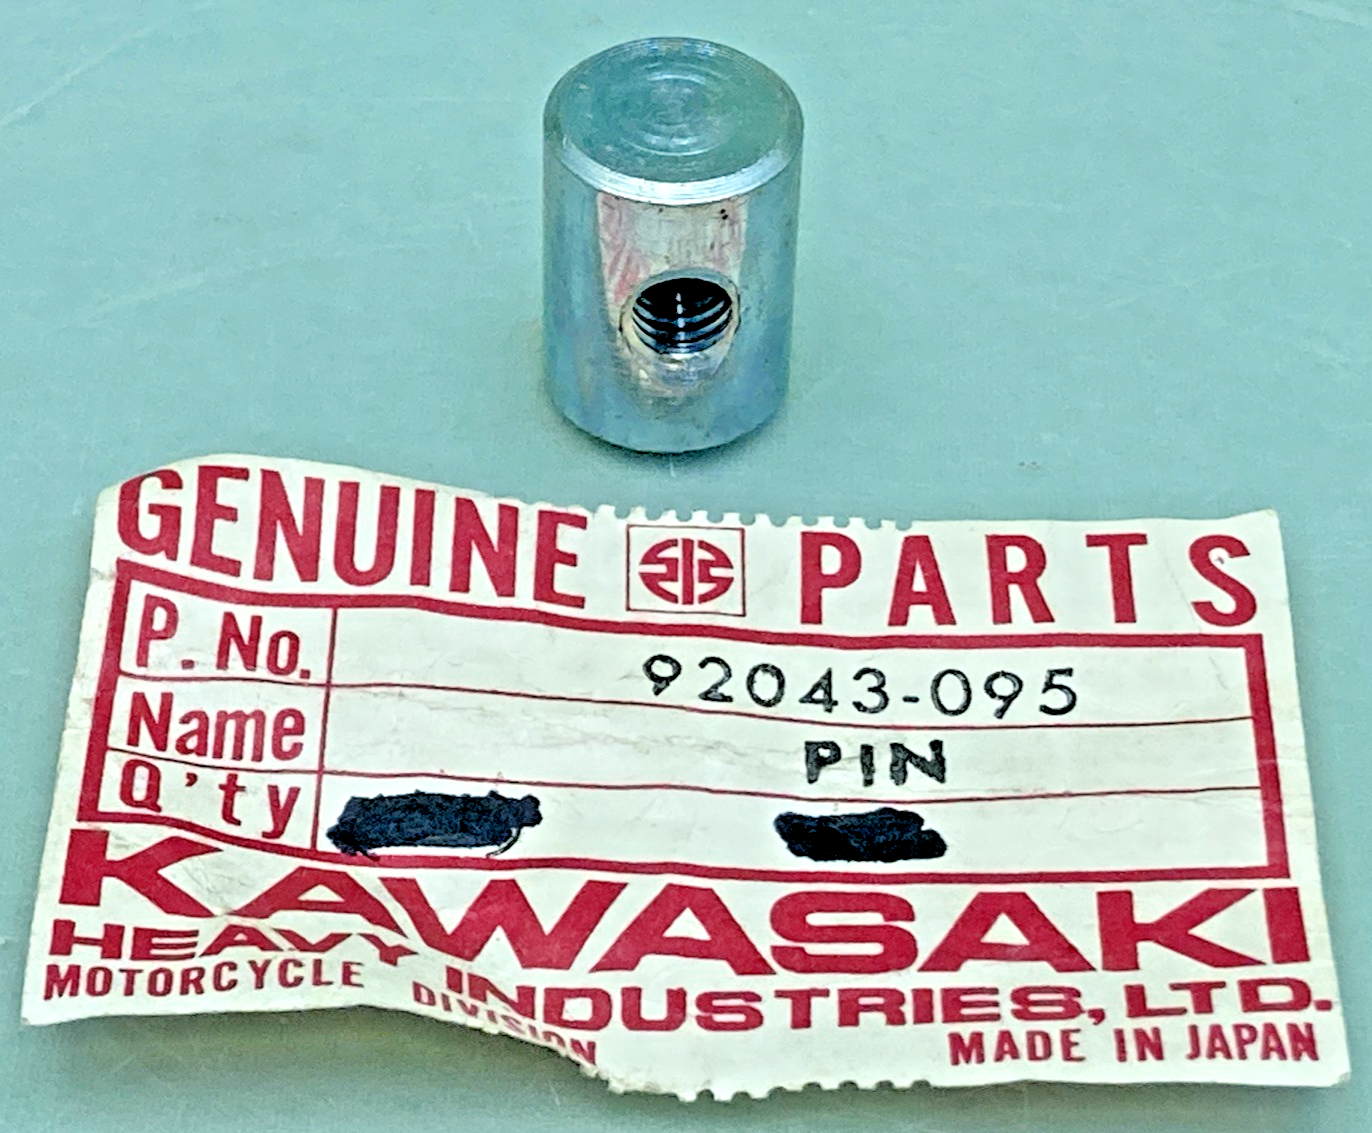 GENUINE PARTS
P. No. 92043-095
Name PIN
Q'ty
KAWASAKI
HEAVY INDUSTRIES, LTD.
MOTORCYCLE DIVISION MADE IN JAPAN